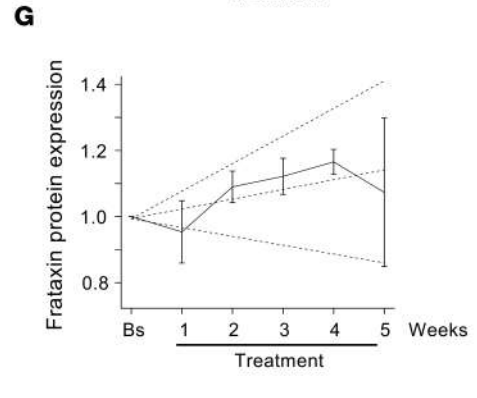 G
Frataxin protein expression
1.4
1.2
1.0
0.8
Bs 1 2 3 4 5 Weeks
Treatment